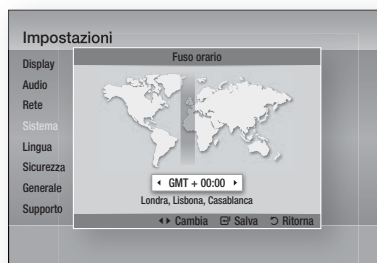 Impostazioni
Fuso orario
Display
Audio
Rete
Sistema
Lingua
Sicurezza
Generale
Supporto
GMT + 00:00
Londra, Lisbona, Casablanca
Cambia Salva Ritorna